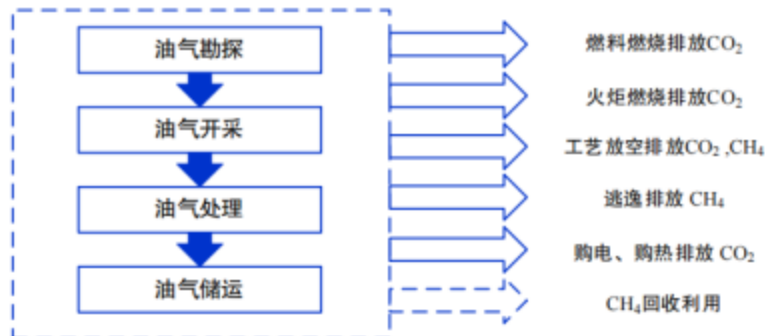 油气勘探
油气开采
油气处理
油气储运
燃料燃烧排放CO₂
火炬燃烧排放CO₂
工艺放空排放CO₂ ,CH₄
逃逸排放 CH₄
购电、购热排放 CO₂
CH₄回收利用